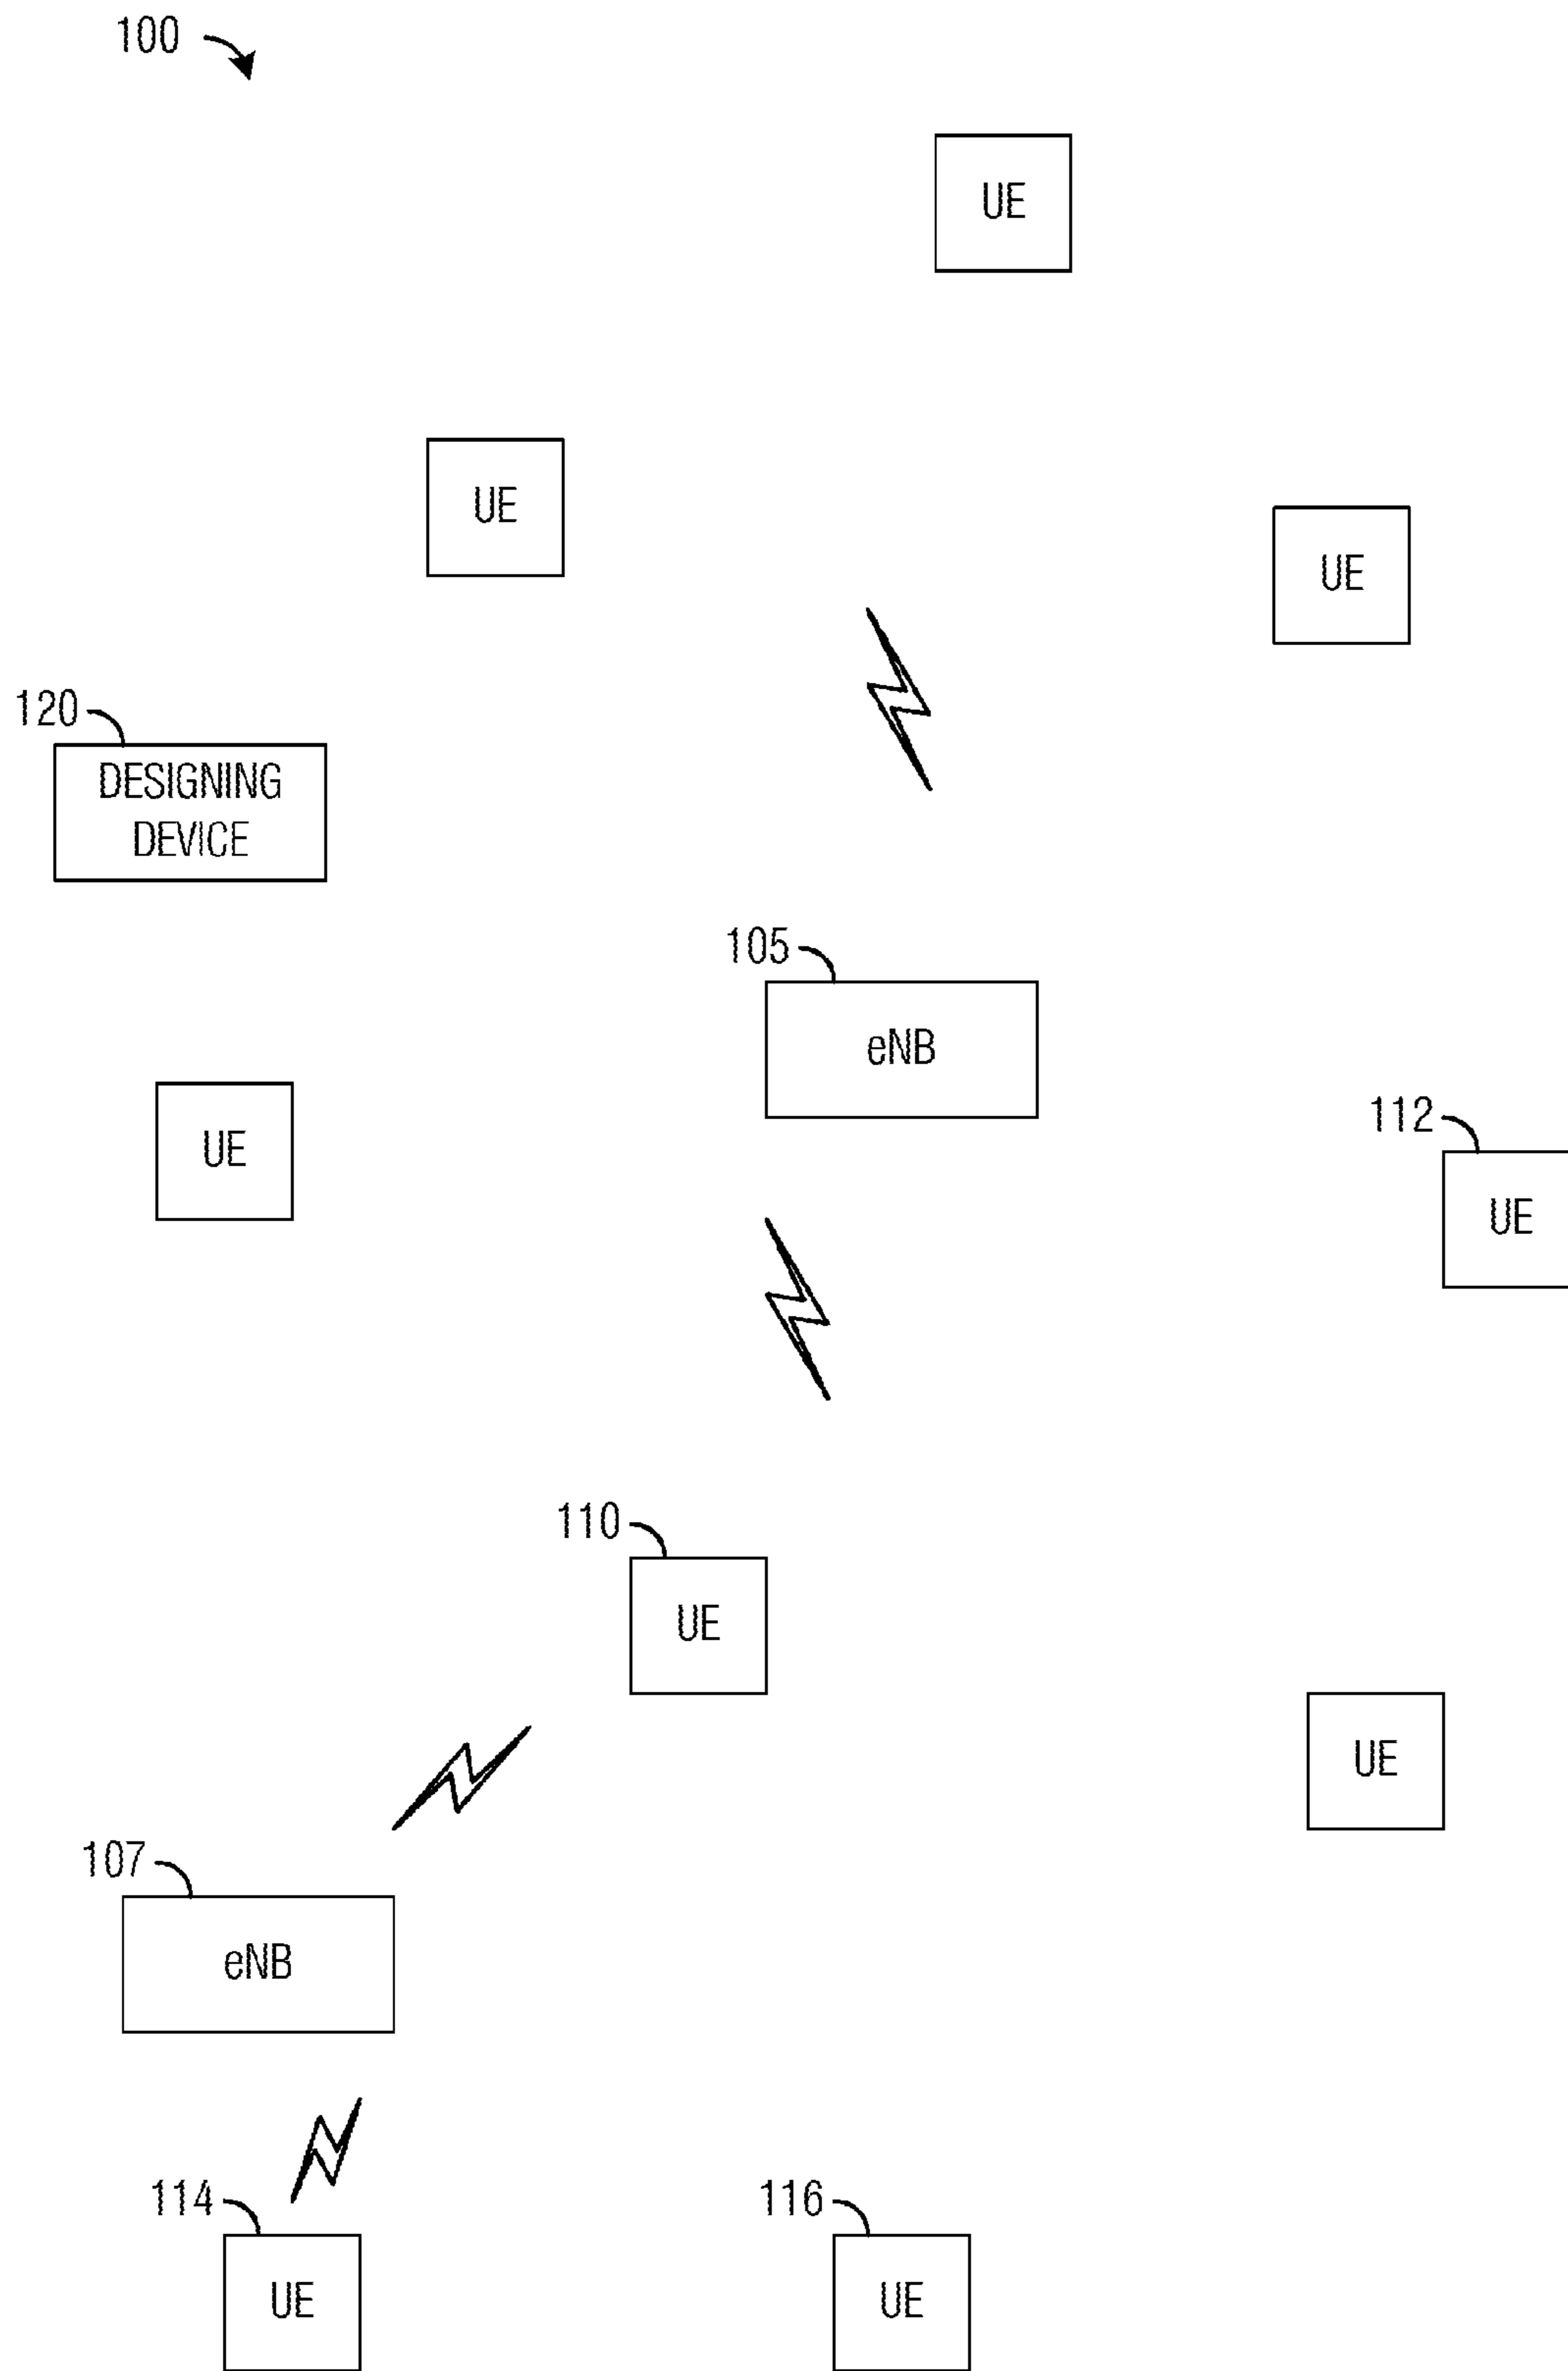 100
UE
UE
UE
120
DESIGNING
DEVICE
105
eNB
UE
112
UE
110
UE
UE
107
eNB
114
UE
116
UE